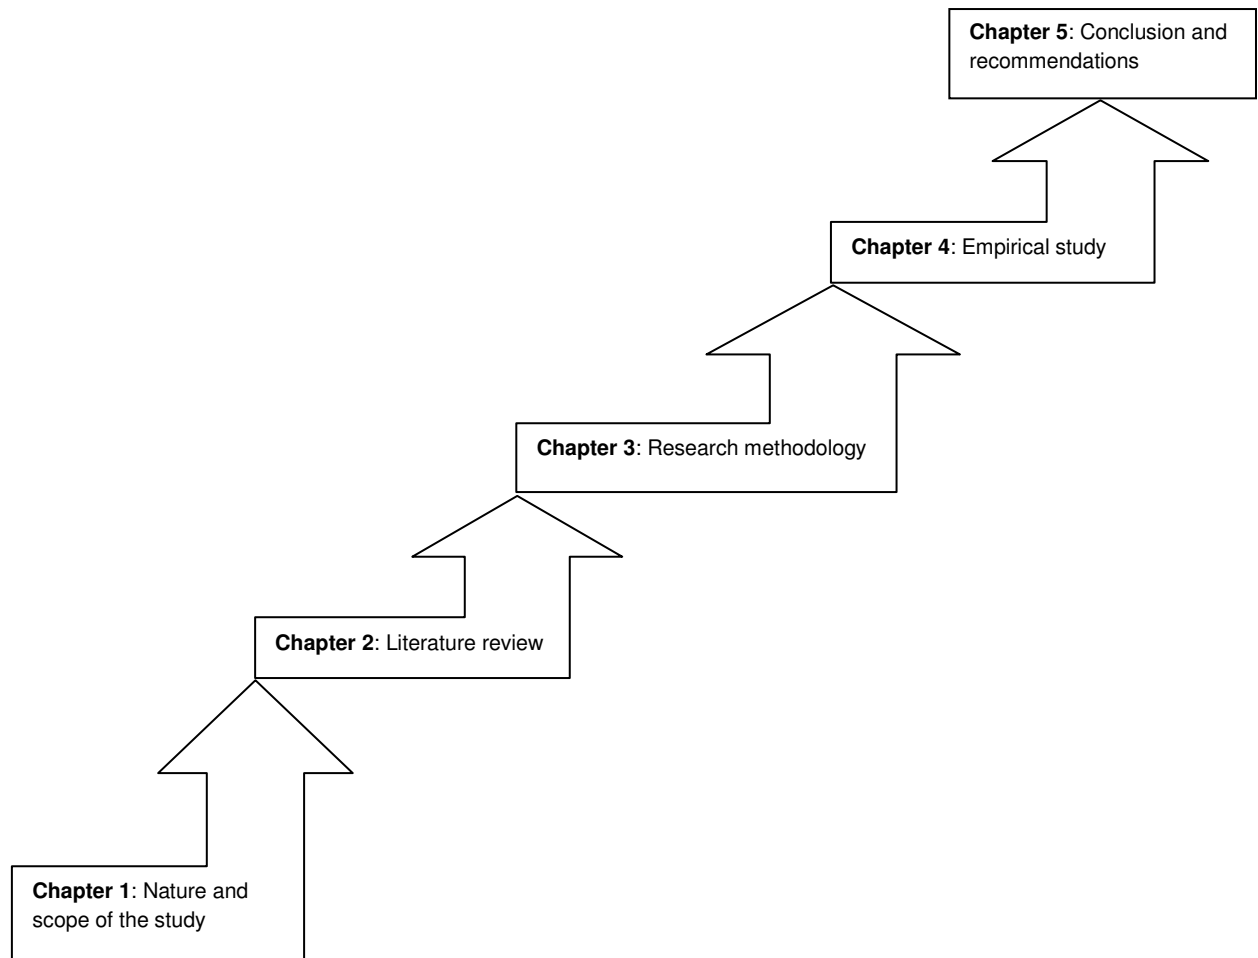 Chapter 5: Conclusion and
recommendations
Chapter 4: Empirical study
Chapter 3: Research methodology
Chapter 2: Literature review
Chapter 1: Nature and
scope of the study